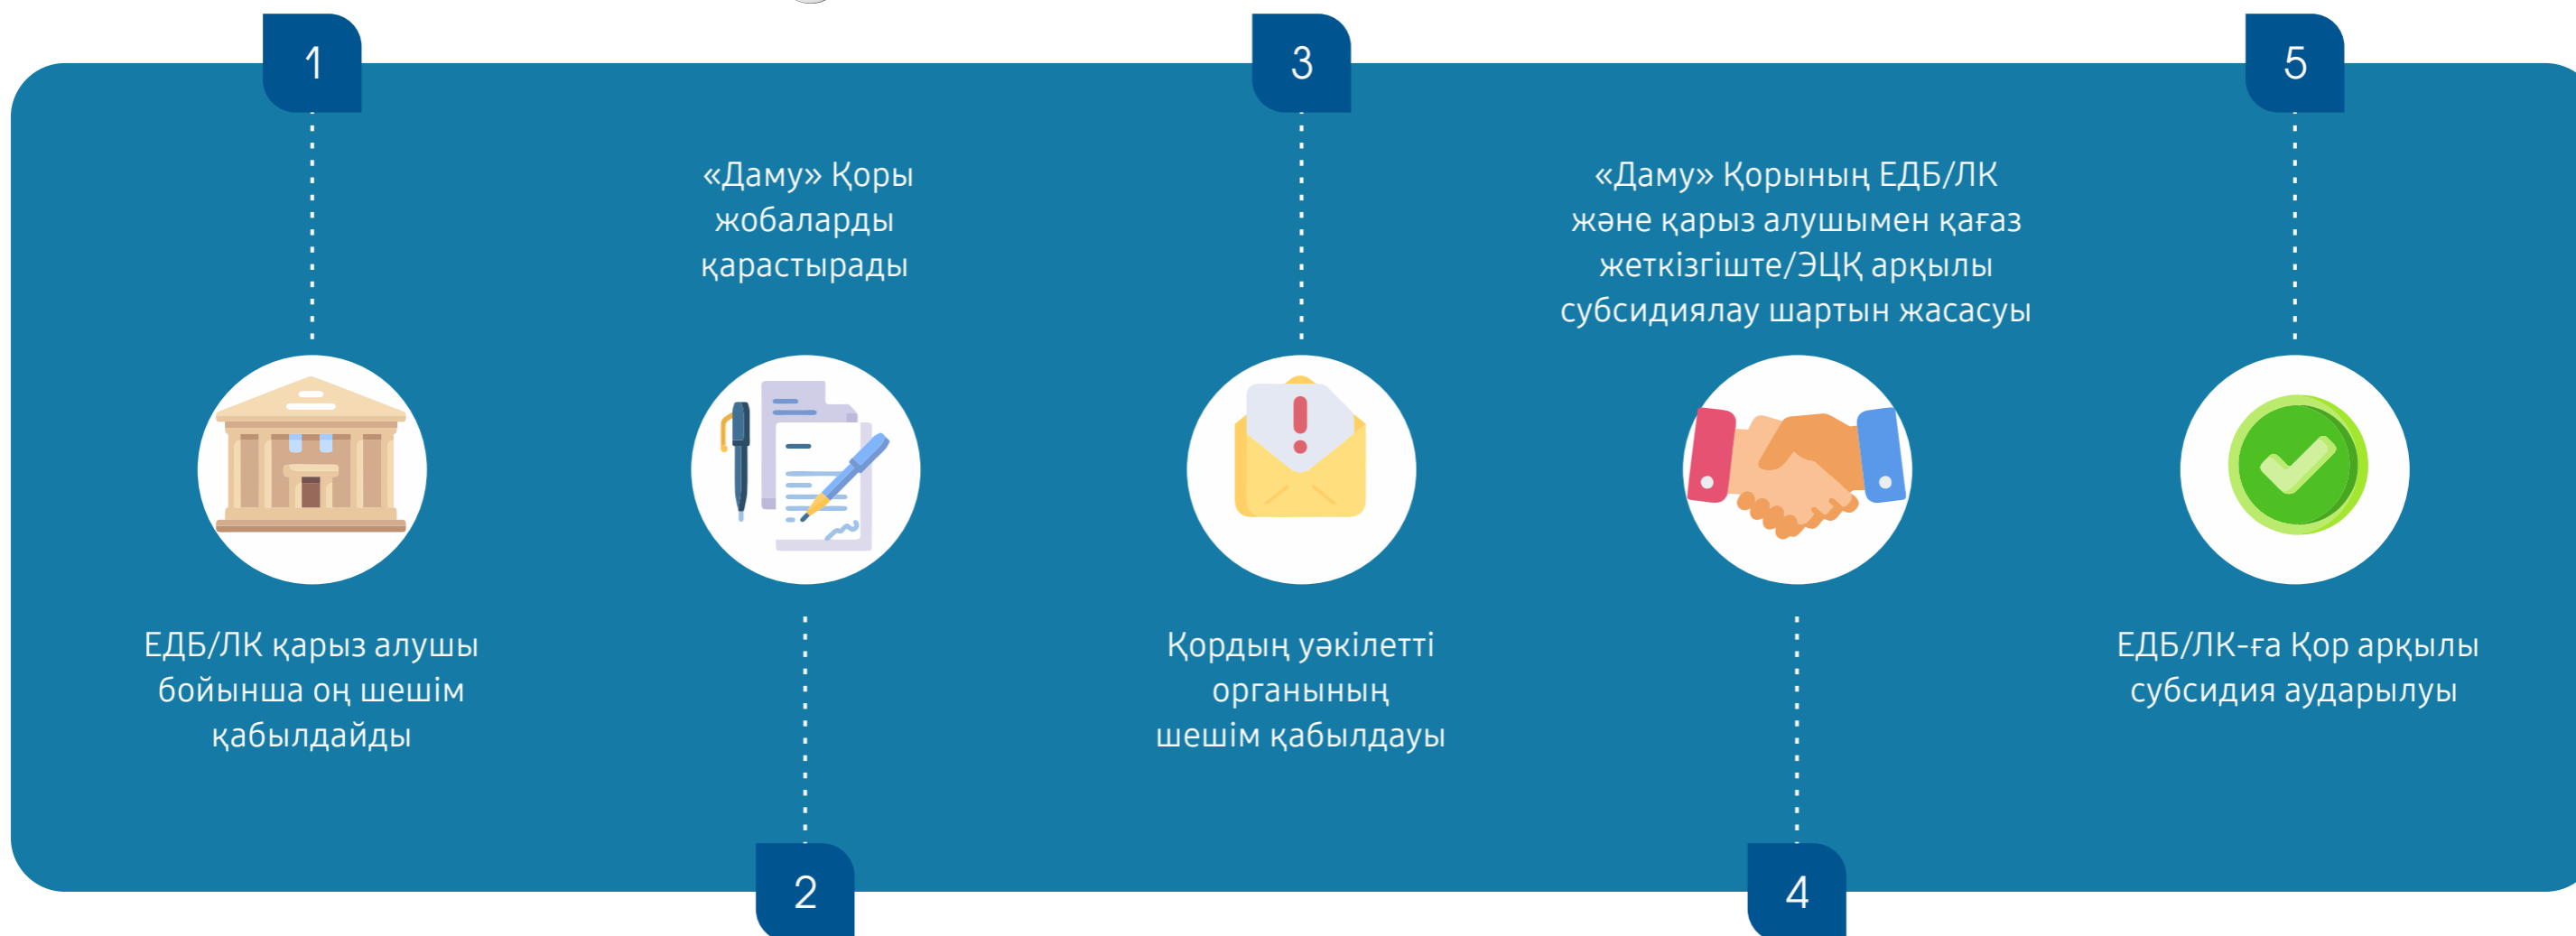 1
ЕДБ/ЛК қарыз алушы
бойынша оң шешім
қабылдайды
«Даму» Қоры
жобаларды
қарастырады
2
3
Қордың уәкілетті
органының
шешім қабылдауы
«Даму» Қорының ЕДБ/ЛК
және қарыз алушымен қағаз
жеткізгіште/ЭЦҚ арқылы
субсидиялау шартын жасасуы
4
5
ЕДБ/ЛК-ға Қор арқылы
субсидия аударылуы